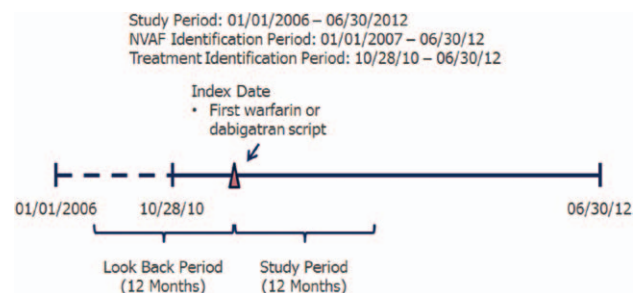 Study Period: 01/01/2006 – 06/30/2012
NVAF Identification Period: 01/01/2007 – 06/30/12
Treatment Identification Period: 10/28/10 – 06/30/12
Index Date
• First warfarin or
dabigatran script
01/01/2006 10/28/10 06/30/12
Look Back Period Study Period
(12 Months) (12 Months)